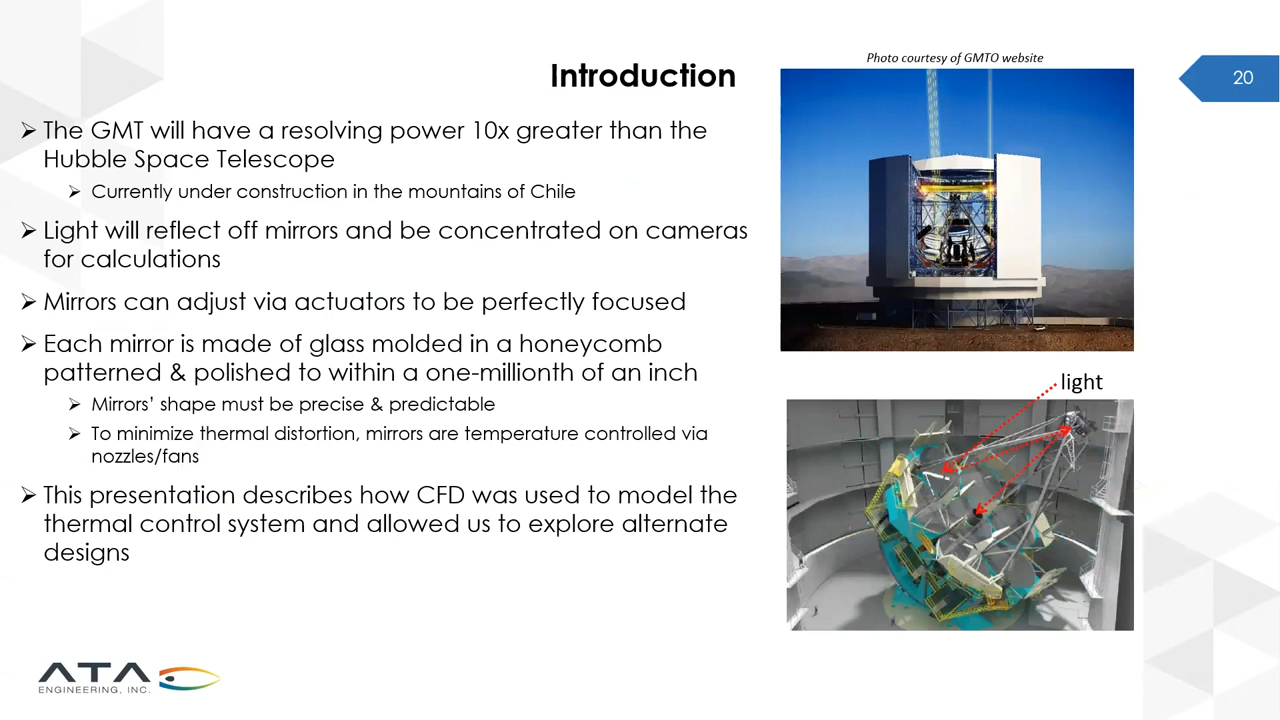 Introduction
Photo courtesy of GMTO website
20
The GMT will have a resolving power 10x greater than the
Hubble Space Telescope
Currently under construction in the mountains of Chile
Light will reflect off mirrors and be concentrated on cameras
for calculations
Mirrors can adjust via actuators to be perfectly focused
Each mirror is made of glass molded in a honeycomb
patterned & polished to within a one-millionth of an inch
Mirrors’ shape must be precise & predictable
To minimize thermal distortion, mirrors are temperature controlled via
nozzles/fans
This presentation describes how CFD was used to model the
thermal control system and allowed us to explore alternate
designs
light
ATA
ENGINEERING, INC.